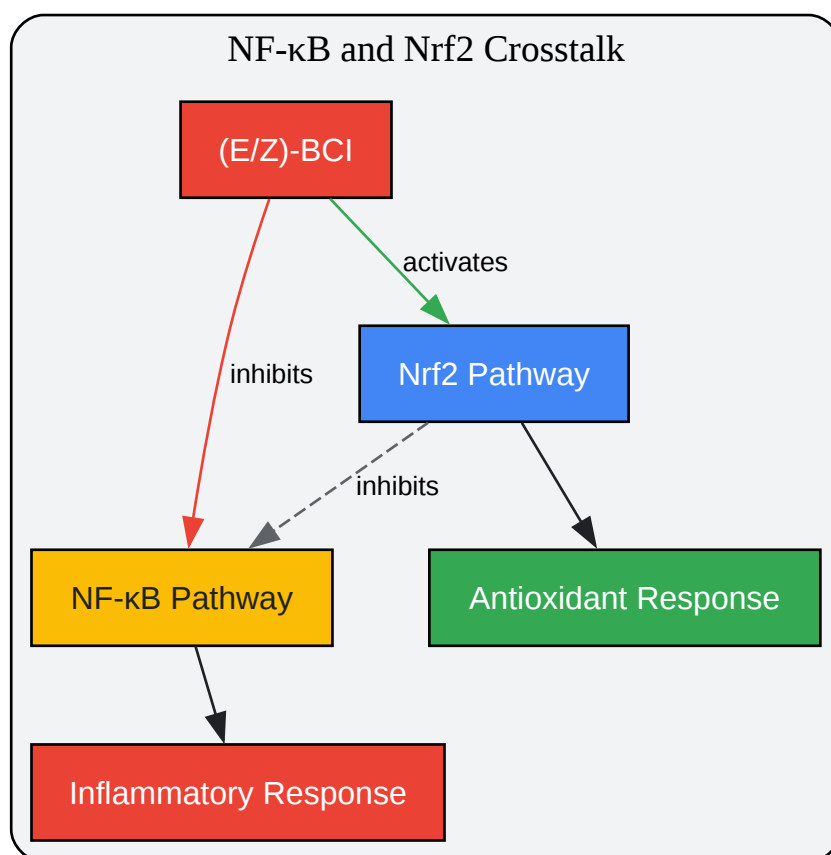 NF-κB and Nrf2 Crosstalk
(E/Z)-BCI
activates
inhibits
Nrf2 Pathway
inhibits
NF-κB Pathway
Antioxidant Response
Inflammatory Response